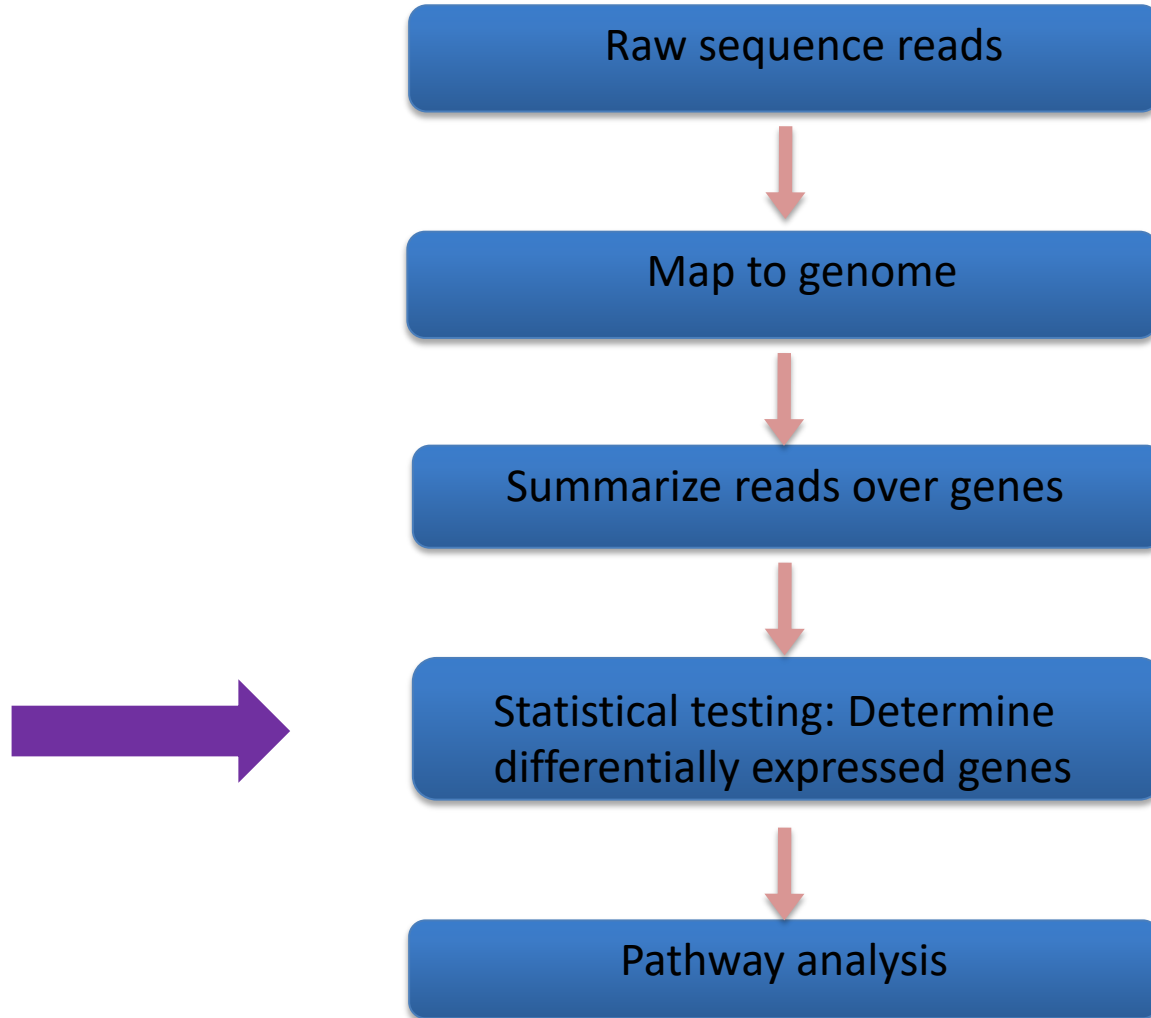 Raw sequence reads
Map to genome
Summarize reads over genes
Statistical testing: Determine
differentially expressed genes
Pathway analysis